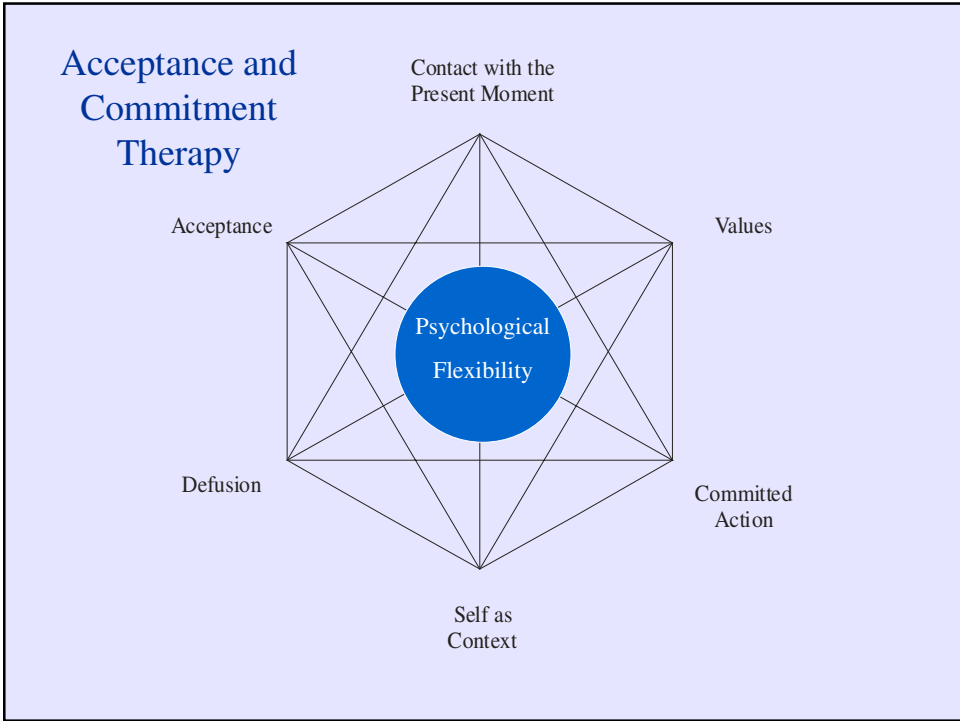 Acceptance and
Commitment
Therapy
Contact with the
Present Moment
Acceptance
Values
Psychological
Flexibility
Defusion
Committed
Action
Self as
Context